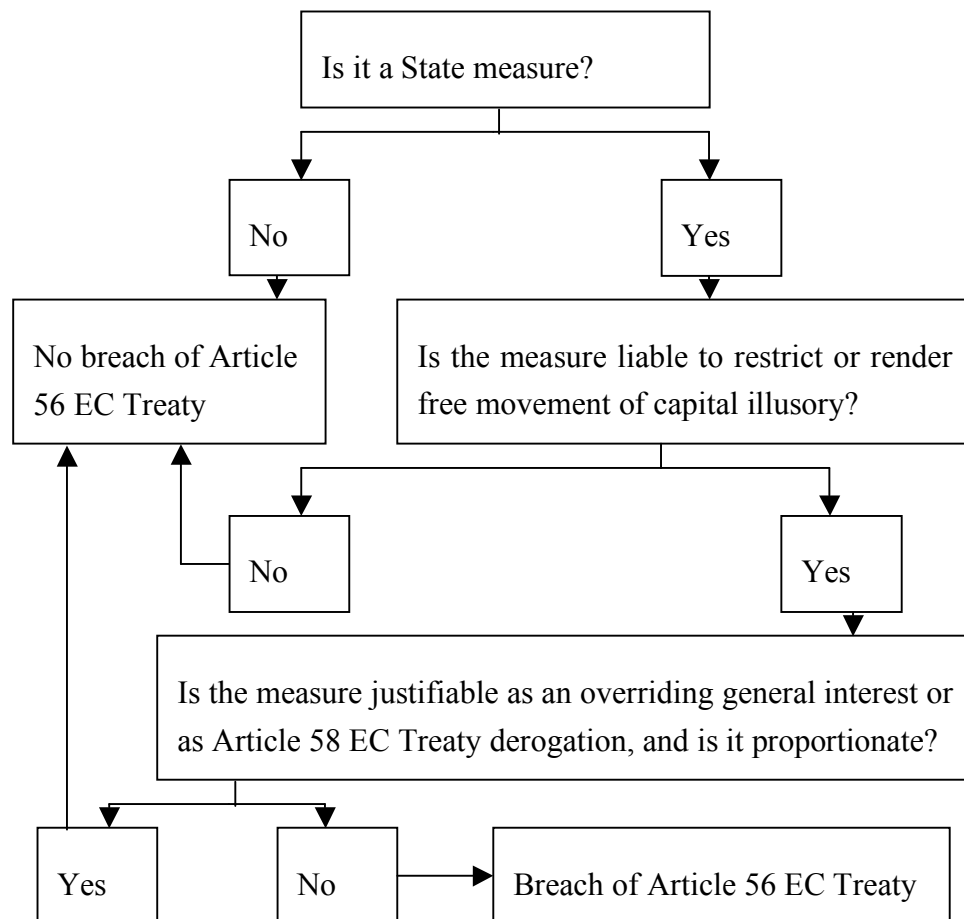 Is it a State measure?
No
Yes
No breach of Article
56 EC Treaty
Is the measure liable to restrict or render
free movement of capital illusory?
No
Yes
Is the measure justifiable as an overriding general interest or
as Article 58 EC Treaty derogation, and is it proportionate?
Yes
No
Breach of Article 56 EC Treaty